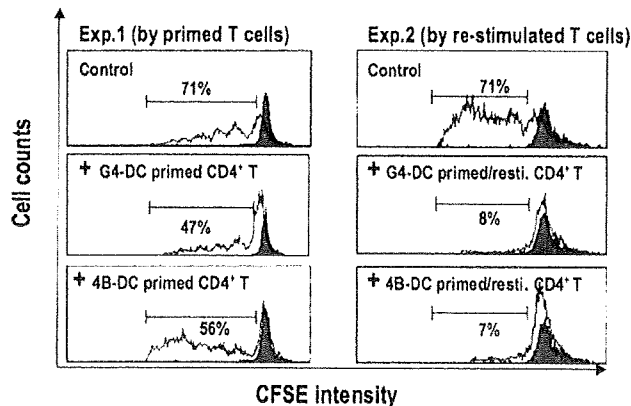 Exp.1 (by primed T cells)
Control
71%
+ G4-DC primed CD4⁺ T
47%
+ 4B-DC primed CD4⁺ T
56%
Exp.2 (by re-stimulated T cells)
Control
71%
+ G4-DC primed/resti. CD4⁺ T
8%
+ 4B-DC primed/resti. CD4⁺ T
7%
Cell counts
CFSE intensity